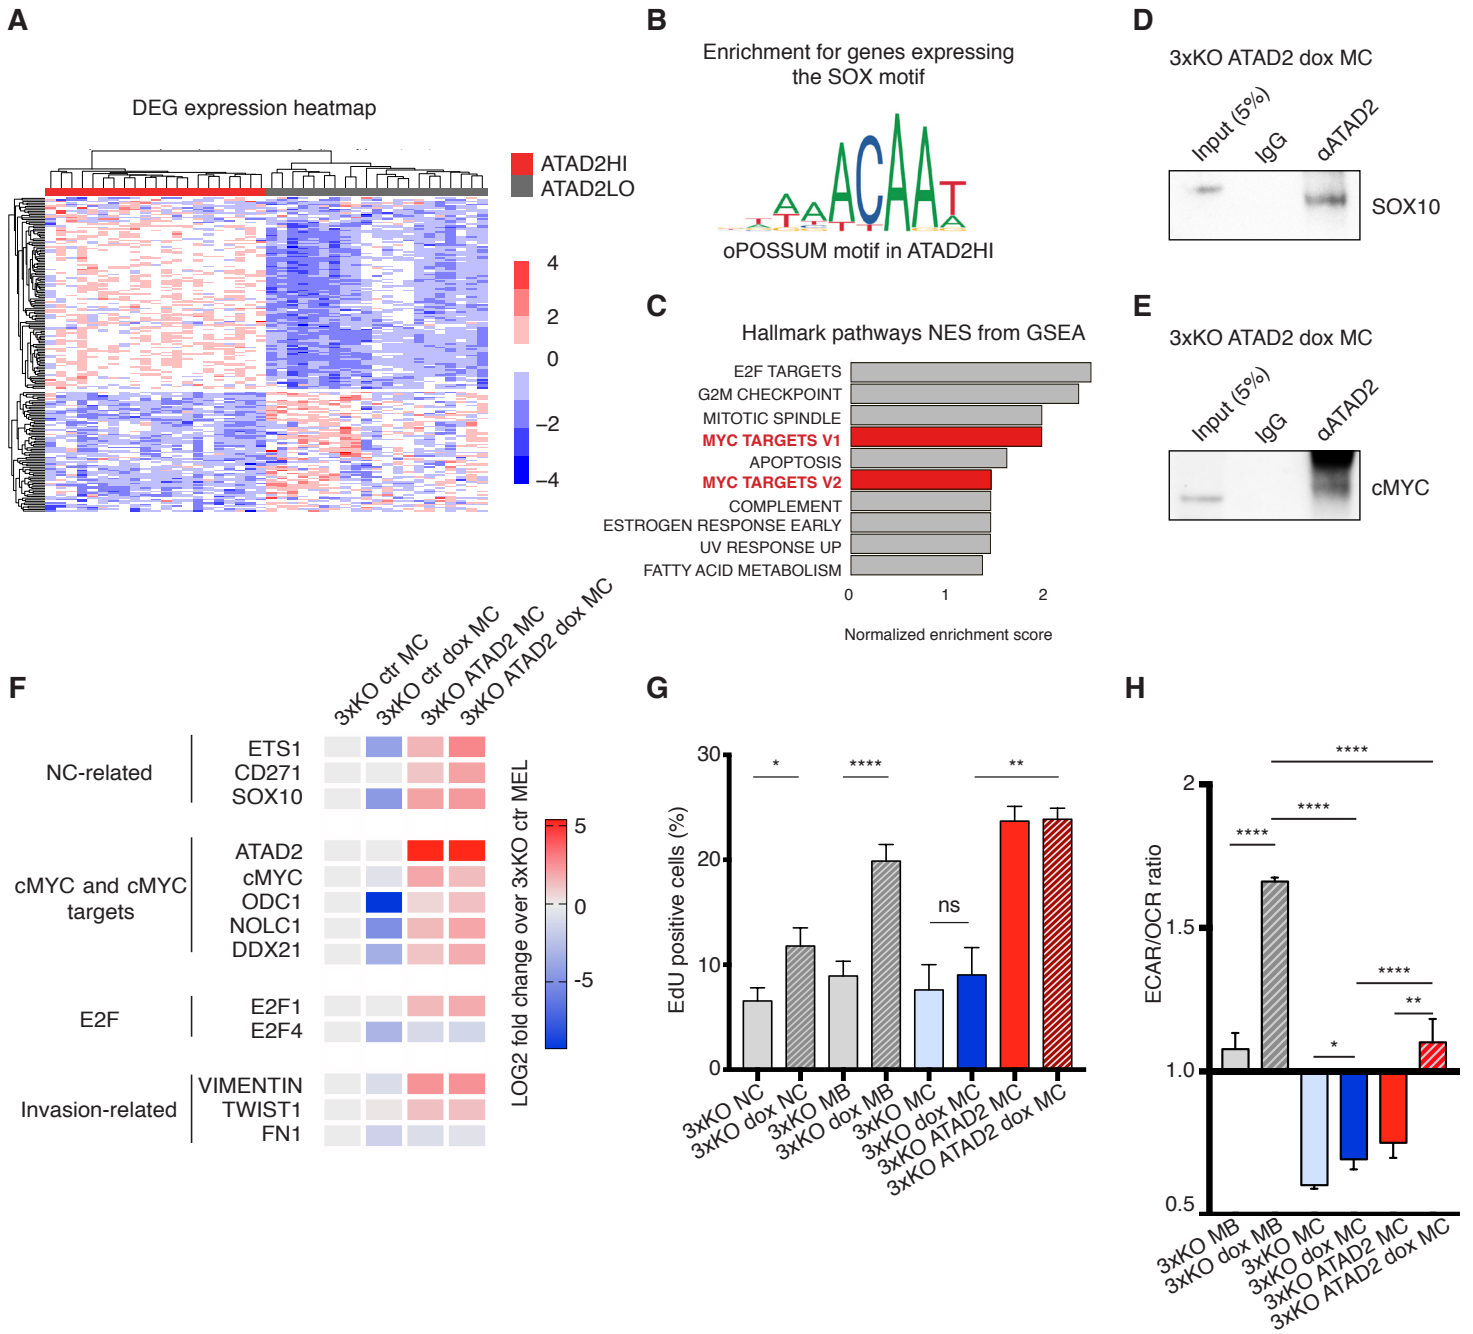 A
DEG expression heatmap
ATAD2HI
ATAD2LO
4
2
0
−2
−4
B
Enrichment for genes expressing
the SOX motif
ACAAT
oPOSSUM motif in ATAD2HI
C
Hallmark pathways NES from GSEA
E2F TARGETS
G2M CHECKPOINT
MITOTIC SPINDLE
MYC TARGETS V1
APOPTOSIS
MYC TARGETS V2
COMPLEMENT
ESTROGEN RESPONSE EARLY
UV RESPONSE UP
FATTY ACID METABOLISM
0 1 2
Normalized enrichment score
D
3xKO ATAD2 dox MC
Input (5%)
IgG
αATAD2
SOX10
E
3xKO ATAD2 dox MC
Input (5%)
IgG
αATAD2
cMYC
F
3xKO ctr MC
3xKO ctr dox MC
3xKO ATAD2 MC
3xKO ATAD2 dox MC
NC-related
ETS1
CD271
SOX10
cMYC and cMYC
targets
ATAD2
cMYC
ODC1
NOLC1
DDX21
E2F
E2F1
E2F4
Invasion-related
VIMENTIN
TWIST1
FN1
LOG2 fold change over 3xKO ctr MEL
5
0
-5
G
EdU positive cells (%)
30
20
10
0
*
****
ns
**
3xKO NC
3xKO dox NC
3xKO MB
3xKO dox MB
3xKO MC
3xKO dox MC
3xKO ATAD2 MC
3xKO ATAD2 dox MC
H
ECAR/OCR ratio
2
1.5
1.0
0.5
****
****
****
****
**
*
3xKO MB
3xKO dox MB
3xKO MC
3xKO dox MC
3xKO ATAD2 MC
3xKO ATAD2 dox MC